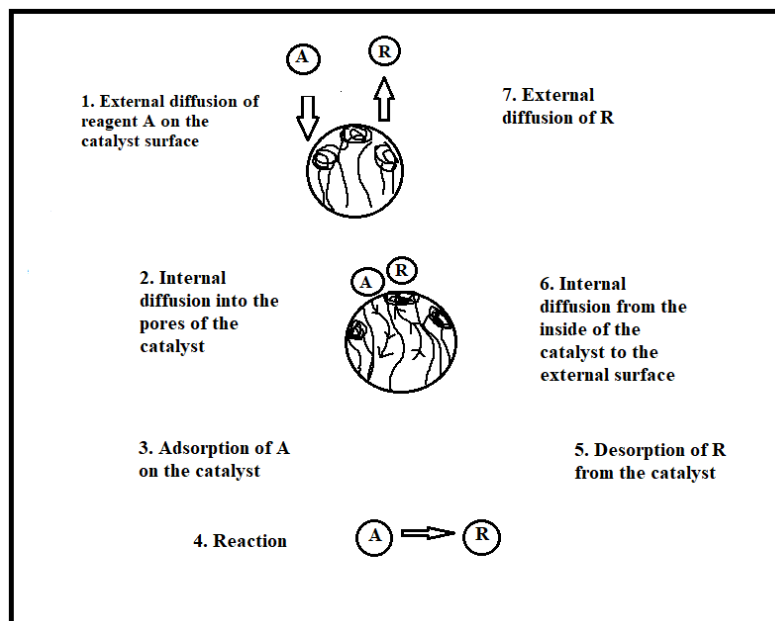 A
R
1. External diffusion of
reagent A on the
catalyst surface
7. External
diffusion of R
2. Internal
diffusion into the
pores of the
catalyst
A
R
6. Internal
diffusion from the
inside of the
catalyst to the
external surface
3. Adsorption of A
on the catalyst
5. Desorption of R
from the catalyst
4. Reaction
A
R